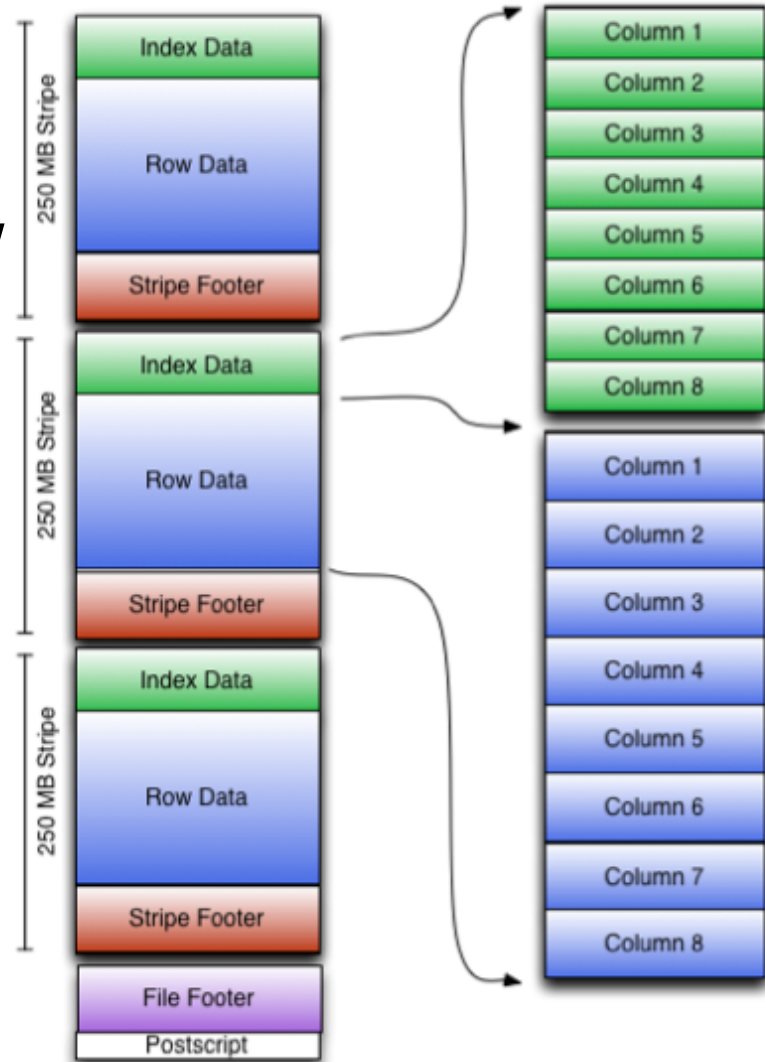 250 MB Stripe
Index Data
Row Data
Stripe Footer
250 MB Stripe
Index Data
Row Data
Stripe Footer
250 MB Stripe
Index Data
Row Data
Stripe Footer
File Footer
Postscript
Column 1
Column 2
Column 3
Column 4
Column 5
Column 6
Column 7
Column 8
Column 1
Column 2
Column 3
Column 4
Column 5
Column 6
Column 7
Column 8